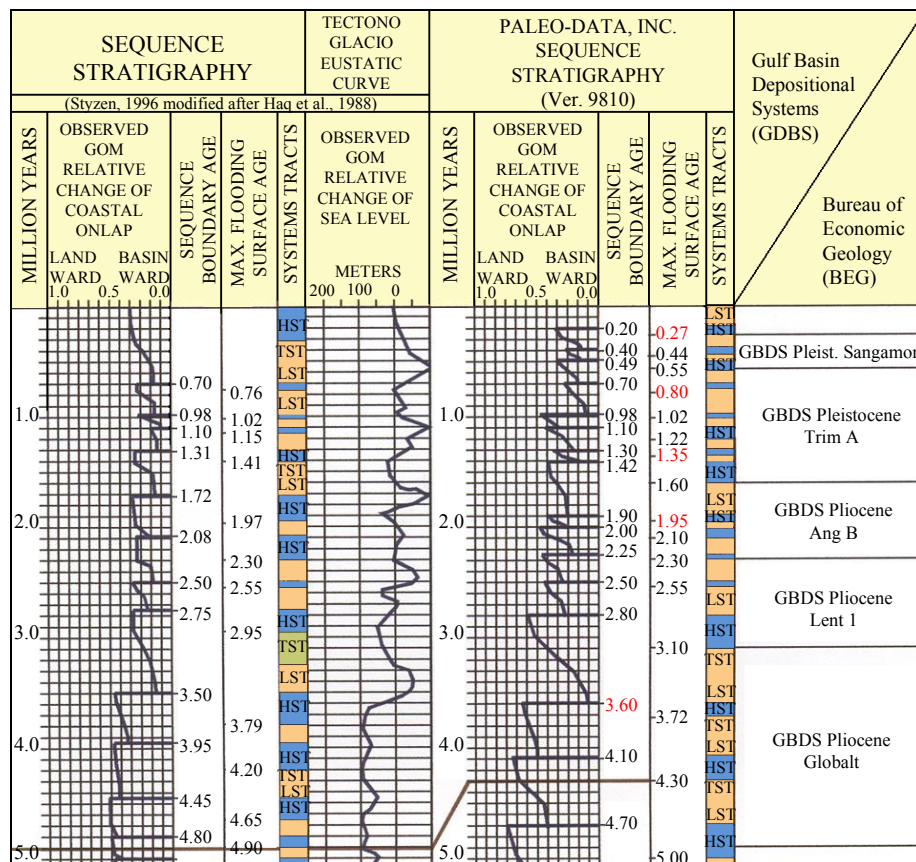 SEQUENCE
STRATIGRAPHY
(Styzen, 1996 modified after Haq et al., 1988)
TECTONO
GLACIO
EUSTATIC
CURVE
PALEO-DATA, INC.
SEQUENCE
STRATIGRAPHY
(Ver. 9810)
Gulf Basin
Depositional
Systems
(GDBS)
Bureau of
Economic
Geology
(BEG)
MILLION YEARS
OBSERVED
GOM
RELATIVE
CHANGE OF
COASTAL
ONLAP
LAND
WARD
BASIN
WARD
1.0 0.5 0.0
SEQUENCE
BOUNDARY AGE
MAX. FLOODING
SURFACE AGE
SYSTEMS TRACTS
OBSERVED
GOM
RELATIVE
CHANGE OF
SEA LEVEL
METERS
200 100 0
MILLION YEARS
OBSERVED
GOM
RELATIVE
CHANGE OF
COASTAL
ONLAP
LAND
WARD
BASIN
WARD
1.0 0.5 0.0
SEQUENCE
BOUNDARY AGE
MAX. FLOODING
SURFACE AGE
SYSTEMS TRACTS
1.0
2.0
3.0
4.0
5.0
0.70
0.98
1.10
1.31
1.72
2.08
2.50
2.75
3.50
3.95
4.45
4.80
0.76
1.02
1.15
1.41
1.97
2.30
2.55
2.95
3.79
4.20
4.65
4.90
HST
TST
LST
LST
HST
TST
LST
HST
HST
HST
TST
LST
HST
HST
TST
LST
HST
1.0
2.0
3.0
4.0
5.0
0.20
0.40
0.49
0.70
0.98
1.10
1.30
1.42
1.90
2.00
2.25
2.50
2.80
3.60
4.10
4.70
0.27
0.44
0.55
0.80
1.02
1.22
1.35
1.60
1.95
2.10
2.30
2.55
3.10
3.72
4.30
5.00
LST
HST
HST
HST
HST
LST
HST
LST
HST
TST
LST
HST
TST
LST
HST
TST
LST
HST
GBDS Pleist. Sangamon
GBDS Pleistocene
Trim A
GBDS Pliocene
Ang B
GBDS Pliocene
Lent 1
GBDS Pliocene
Globalt